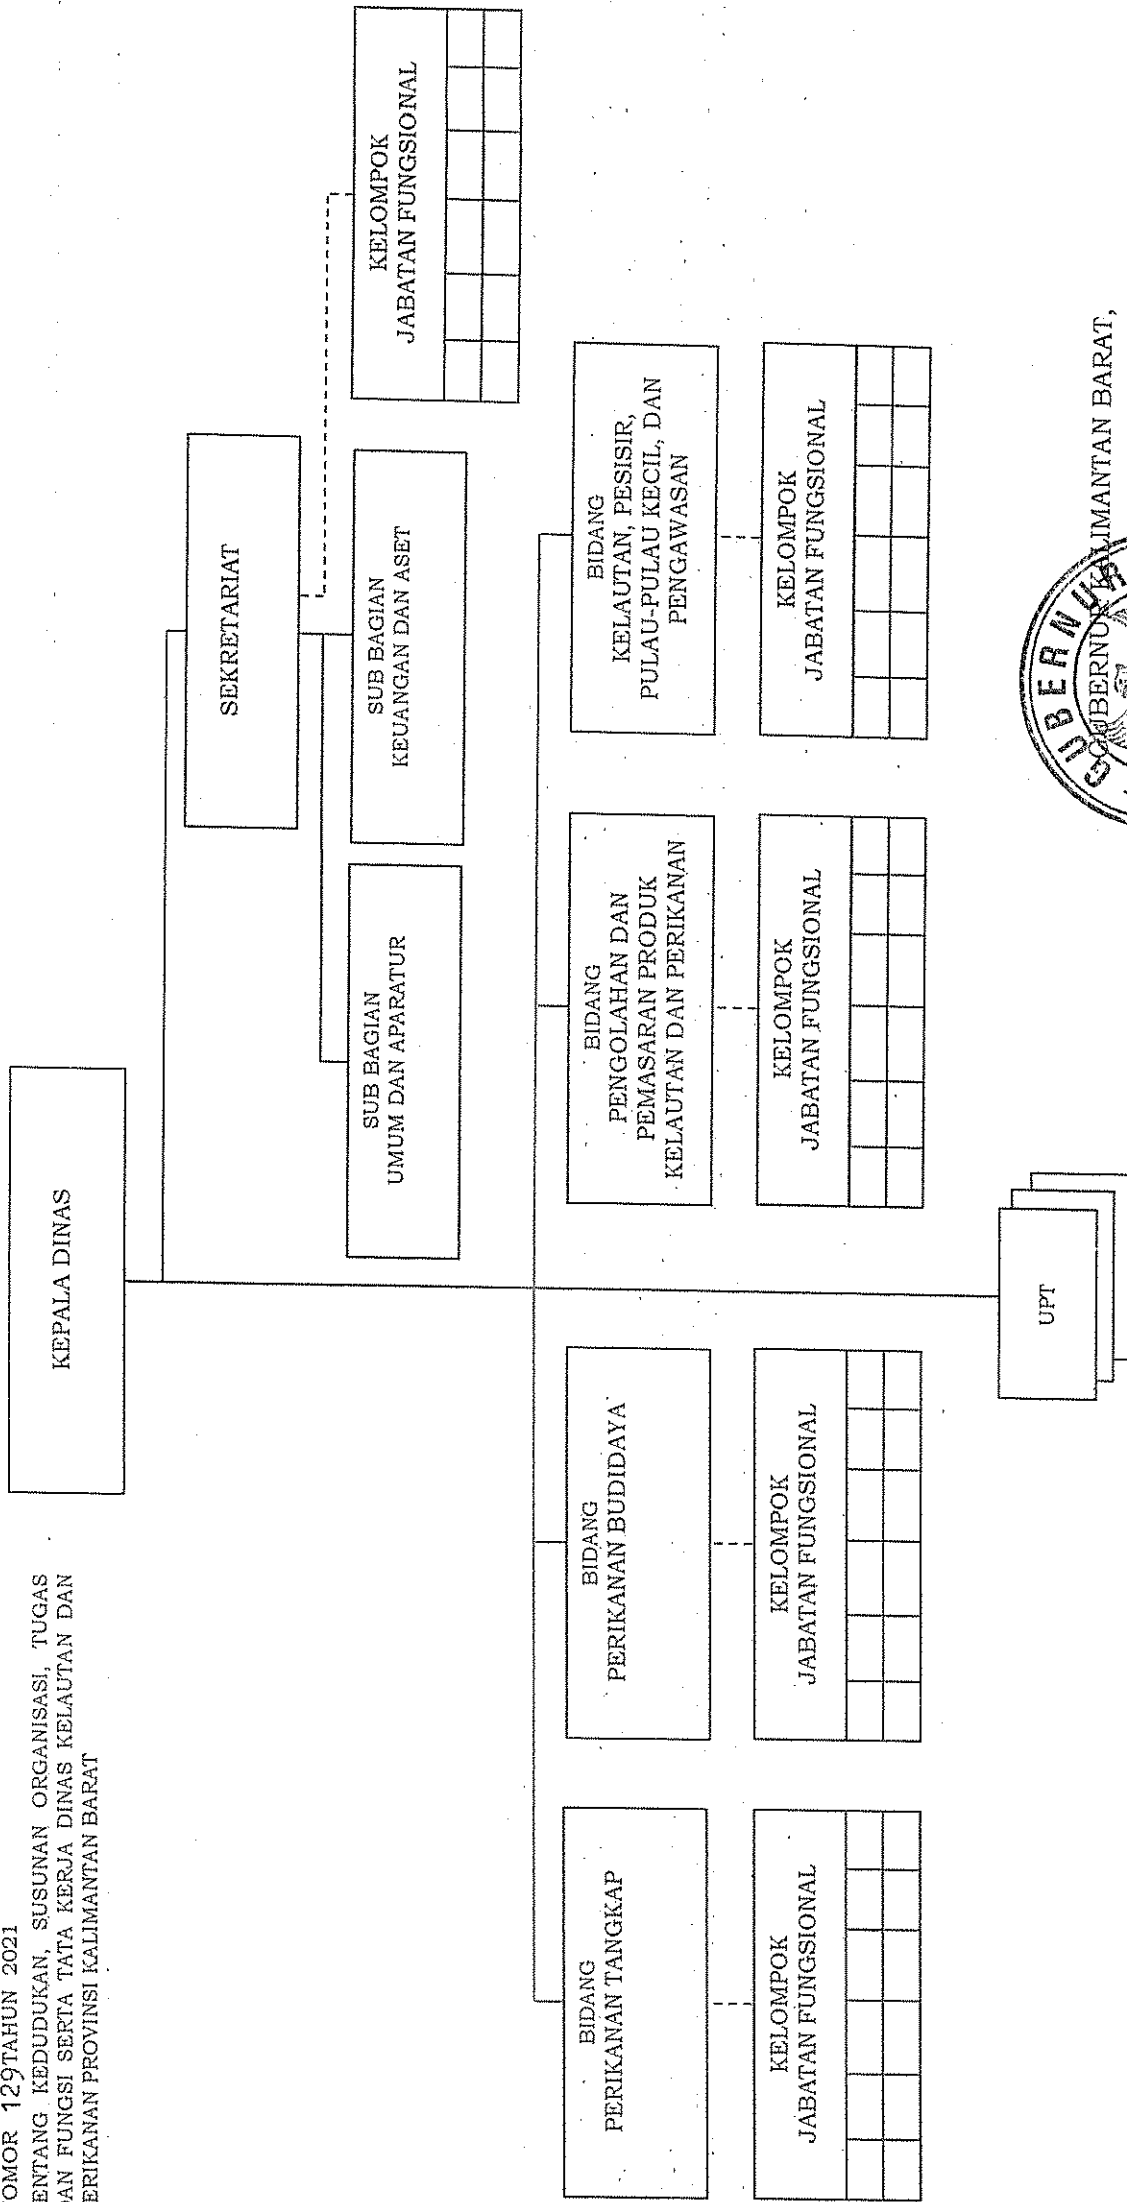 OMOR 129TAHUN 2021
ENTANG KEDUDUKAN, SUSUNAN ORGANISASI, TUGAS
AN FUNGSI SERTA TATA KERJA DINAS KELAUTAN DAN
ERIKANAN PROVINSI KALIMANTAN BARAT
KEPALA DINAS
SEKRETARIAT
SUB BAGIAN
UMUM DAN APARATUR
SUB BAGIAN
KEUANGAN DAN ASET
KELOMPOK
JABATAN FUNGSIONAL
BIDANG
PERIKANAN TANGKAP
BIDANG
PERIKANAN BUDIDAYA
BIDANG
PENGOLAHAN DAN
PEMASARAN PRODUK
KELAUTAN DAN PERIKANAN
BIDANG
KELAUTAN, PESISIR,
PULAU-PULAU KECIL, DAN
PENGAWASAN
KELOMPOK
JABATAN FUNGSIONAL
KELOMPOK
JABATAN FUNGSIONAL
KELOMPOK
JABATAN FUNGSIONAL
KELOMPOK
JABATAN FUNGSIONAL
UPT
GUBERNUR KALIMANTAN BARAT,
GUBERNUR